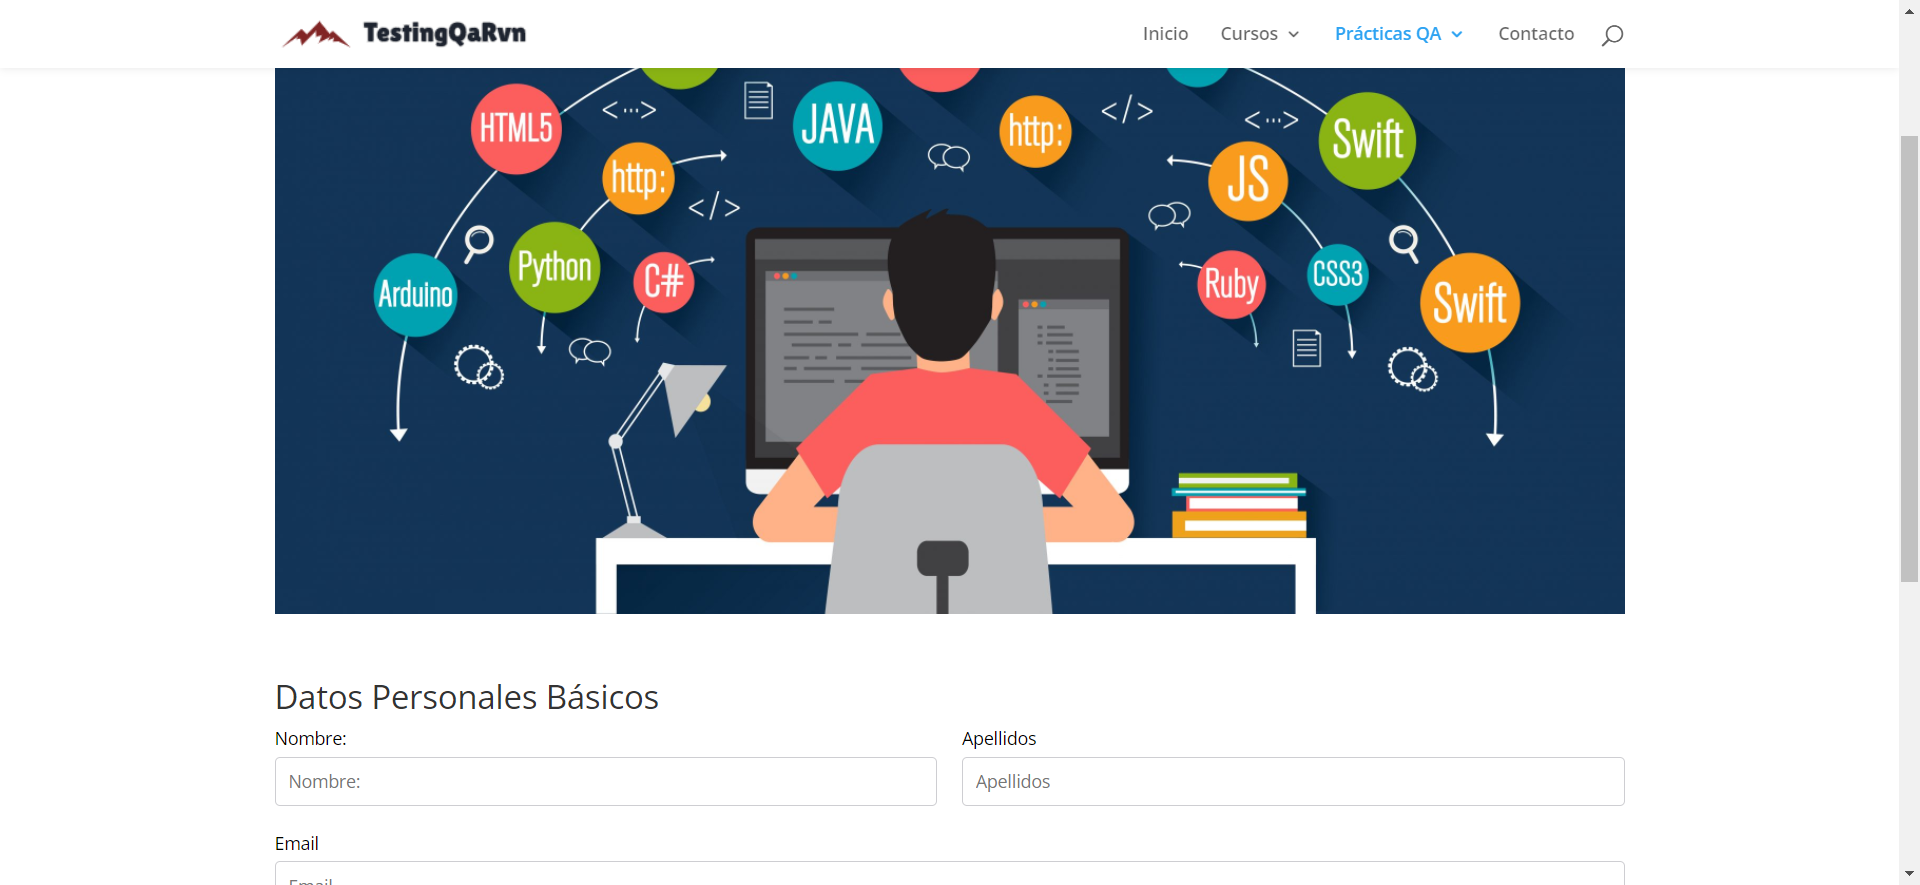 TestingQaRvn
Inicio Cursos Prácticas QA Contacto
HTML5
<···>
JAVA
http:
</>
<···>
Swift
http:
</>
JS
Python
C#
Arduino
Ruby
CSS3
Swift
Datos Personales Básicos
Nombre: Apellidos
Nombre: Apellidos
Email
Email